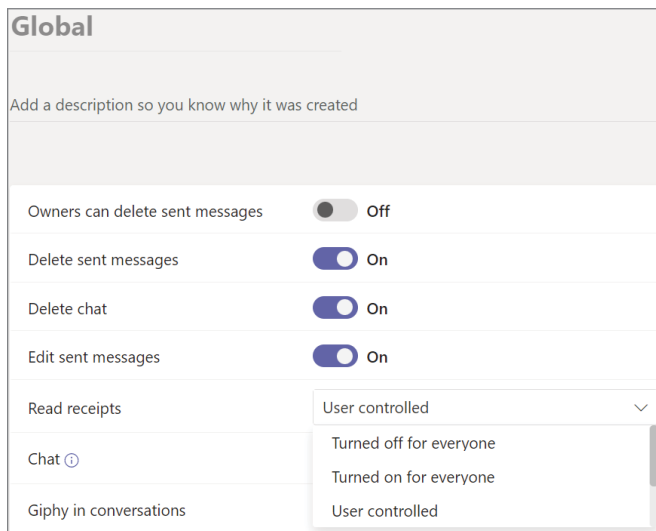 Global
Add a description so you know why it was created
Owners can delete sent messages Off
Delete sent messages On
Delete chat On
Edit sent messages On
Read receipts User controlled
Turned off for everyone
Chat
Turned on for everyone
Giphy in conversations User controlled